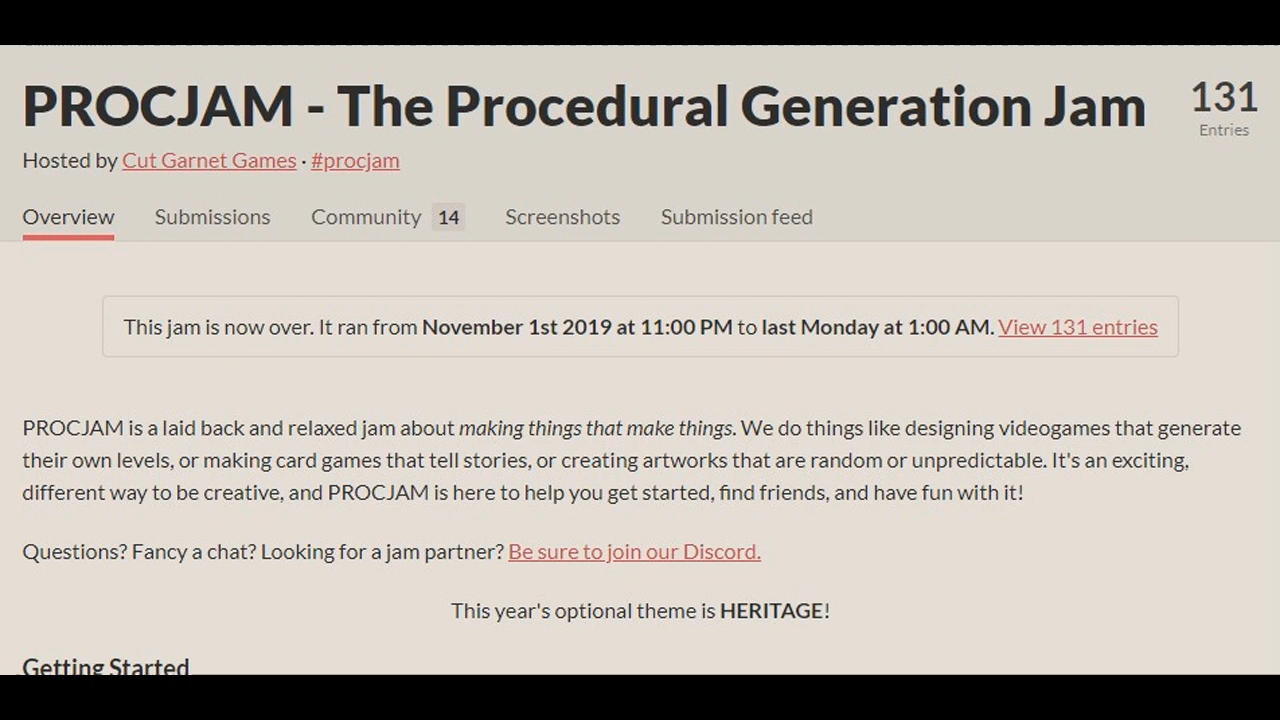 PROCJAM - The Procedural Generation Jam
131
Entries
Hosted by Cut Garnet Games · #procjam
Overview Submissions Community 14 Screenshots Submission feed
This jam is now over. It ran from November 1st 2019 at 11:00 PM to last Monday at 1:00 AM. View 131 entries
PROCJAM is a laid back and relaxed jam about making things that make things. We do things like designing videogames that generate
their own levels, or making card games that tell stories, or creating artworks that are random or unpredictable. It's an exciting,
different way to be creative, and PROCJAM is here to help you get started, find friends, and have fun with it!
Questions? Fancy a chat? Looking for a jam partner? Be sure to join our Discord.
This year's optional theme is HERITAGE!
Getting Started